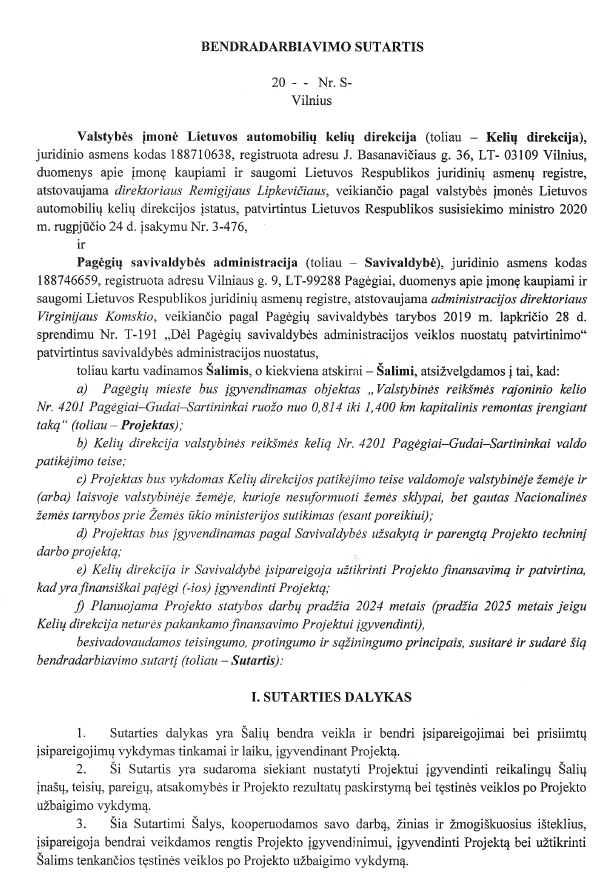 BENDRADARBIAVIMO SUTARTIS
20 - - Nr. S-
Vilnius
Valstybės įmonė Lietuvos automobilių kelių direkcija (toliau – Kelių direkcija),
juridinio asmens kodas 188710638, registruota adresu J. Basanavičiaus g. 36, LT- 03109 Vilnius,
duomenys apie įmonę kaupiami ir saugomi Lietuvos Respublikos juridinių asmenų registre,
atstovaujama direktoriaus Remigijaus Lipkevičiaus, veikiančio pagal valstybės įmonės Lietuvos
automobilių kelių direkcijos įstatus, patvirtintus Lietuvos Respublikos susisiekimo ministro 2020
m. rugpjūčio 24 d. įsakymu Nr. 3-476,
ir
Pagėgių savivaldybės administracija (toliau – Savivaldybė), juridinio asmens kodas
188746659, registruota adresu Vilniaus g. 9, LT-99288 Pagėgiai, duomenys apie įmonę kaupiami ir
saugomi Lietuvos Respublikos juridinių asmenų registre, atstovaujama administracijos direktoriaus
Virginijaus Komskio, veikiančio pagal Pagėgių savivaldybės tarybos 2019 m. lapkričio 28 d.
sprendimu Nr. T-191 „Dėl Pagėgių savivaldybės administracijos veiklos nuostatų patvirtinimo“
patvirtintus savivaldybės administracijos nuostatus,
toliau kartu vadinamos Šalimis, o kiekviena atskirai – Šalimi, atsižvelgdamos į tai, kad:
a) Pagėgių mieste bus įgyvendinamas objektas „Valstybinės reikšmės rajoninio kelio
Nr. 4201 Pagėgiai–Gudai–Sartininkai ruožo nuo 0,814 iki 1,400 km kapitalinis remontas įrengiant
taką“ (toliau – Projektas);
b) Kelių direkcija valstybinės reikšmės kelią Nr. 4201 Pagėgiai–Gudai–Sartininkai valdo
patikėjimo teise;
c) Projektas bus vykdomas Kelių direkcijos patikėjimo teise valdomoje valstybinėje žemėje ir
(arba) laisvoje valstybinėje žemėje, kurioje nesuformuoti žemės sklypai, bet gautas Nacionalinės
žemės tarnybos prie Žemės ūkio ministerijos sutikimas (esant poreikiui);
d) Projektas bus įgyvendinamas pagal Savivaldybės užsakytą ir parengtą Projekto techninį
darbo projektą;
e) Kelių direkcija ir Savivaldybė įsipareigoja užtikrinti Projekto finansavimą ir patvirtina,
kad yra finansiškai pajėgi (-ios) įgyvendinti Projektą;
f) Planuojama Projekto statybos darbų pradžia 2024 metais (pradžia 2025 metais jeigu
Kelių direkcija neturės pakankamo finansavimo Projektui įgyvendinti),
besivadovaudamos teisingumo, protingumo ir sąžiningumo principais, susitarė ir sudarė šią
bendradarbiavimo sutartį (toliau – Sutartis):
I. SUTARTIES DALYKAS
1. Sutarties dalykas yra Šalių bendra veikla ir bendri įsipareigojimai bei prisiimtų
įsipareigojimų vykdymas tinkamai ir laiku, įgyvendinant Projektą.
2. Ši Sutartis yra sudaroma siekiant nustatyti Projektui įgyvendinti reikalingų Šalių
įnašų, teisių, pareigų, atsakomybės ir Projekto rezultatų paskirstymą bei tęstinės veiklos po Projekto
užbaigimo vykdymą.
3. Šia Sutartimi Šalys, kooperuodamos savo darbą, žinias ir žmogiškuosius išteklius,
įsipareigoja bendrai veikdamos rengtis Projekto įgyvendinimui, įgyvendinti Projektą bei užtikrinti
Šalims tenkančios tęstinės veiklos po Projekto užbaigimo vykdymą.